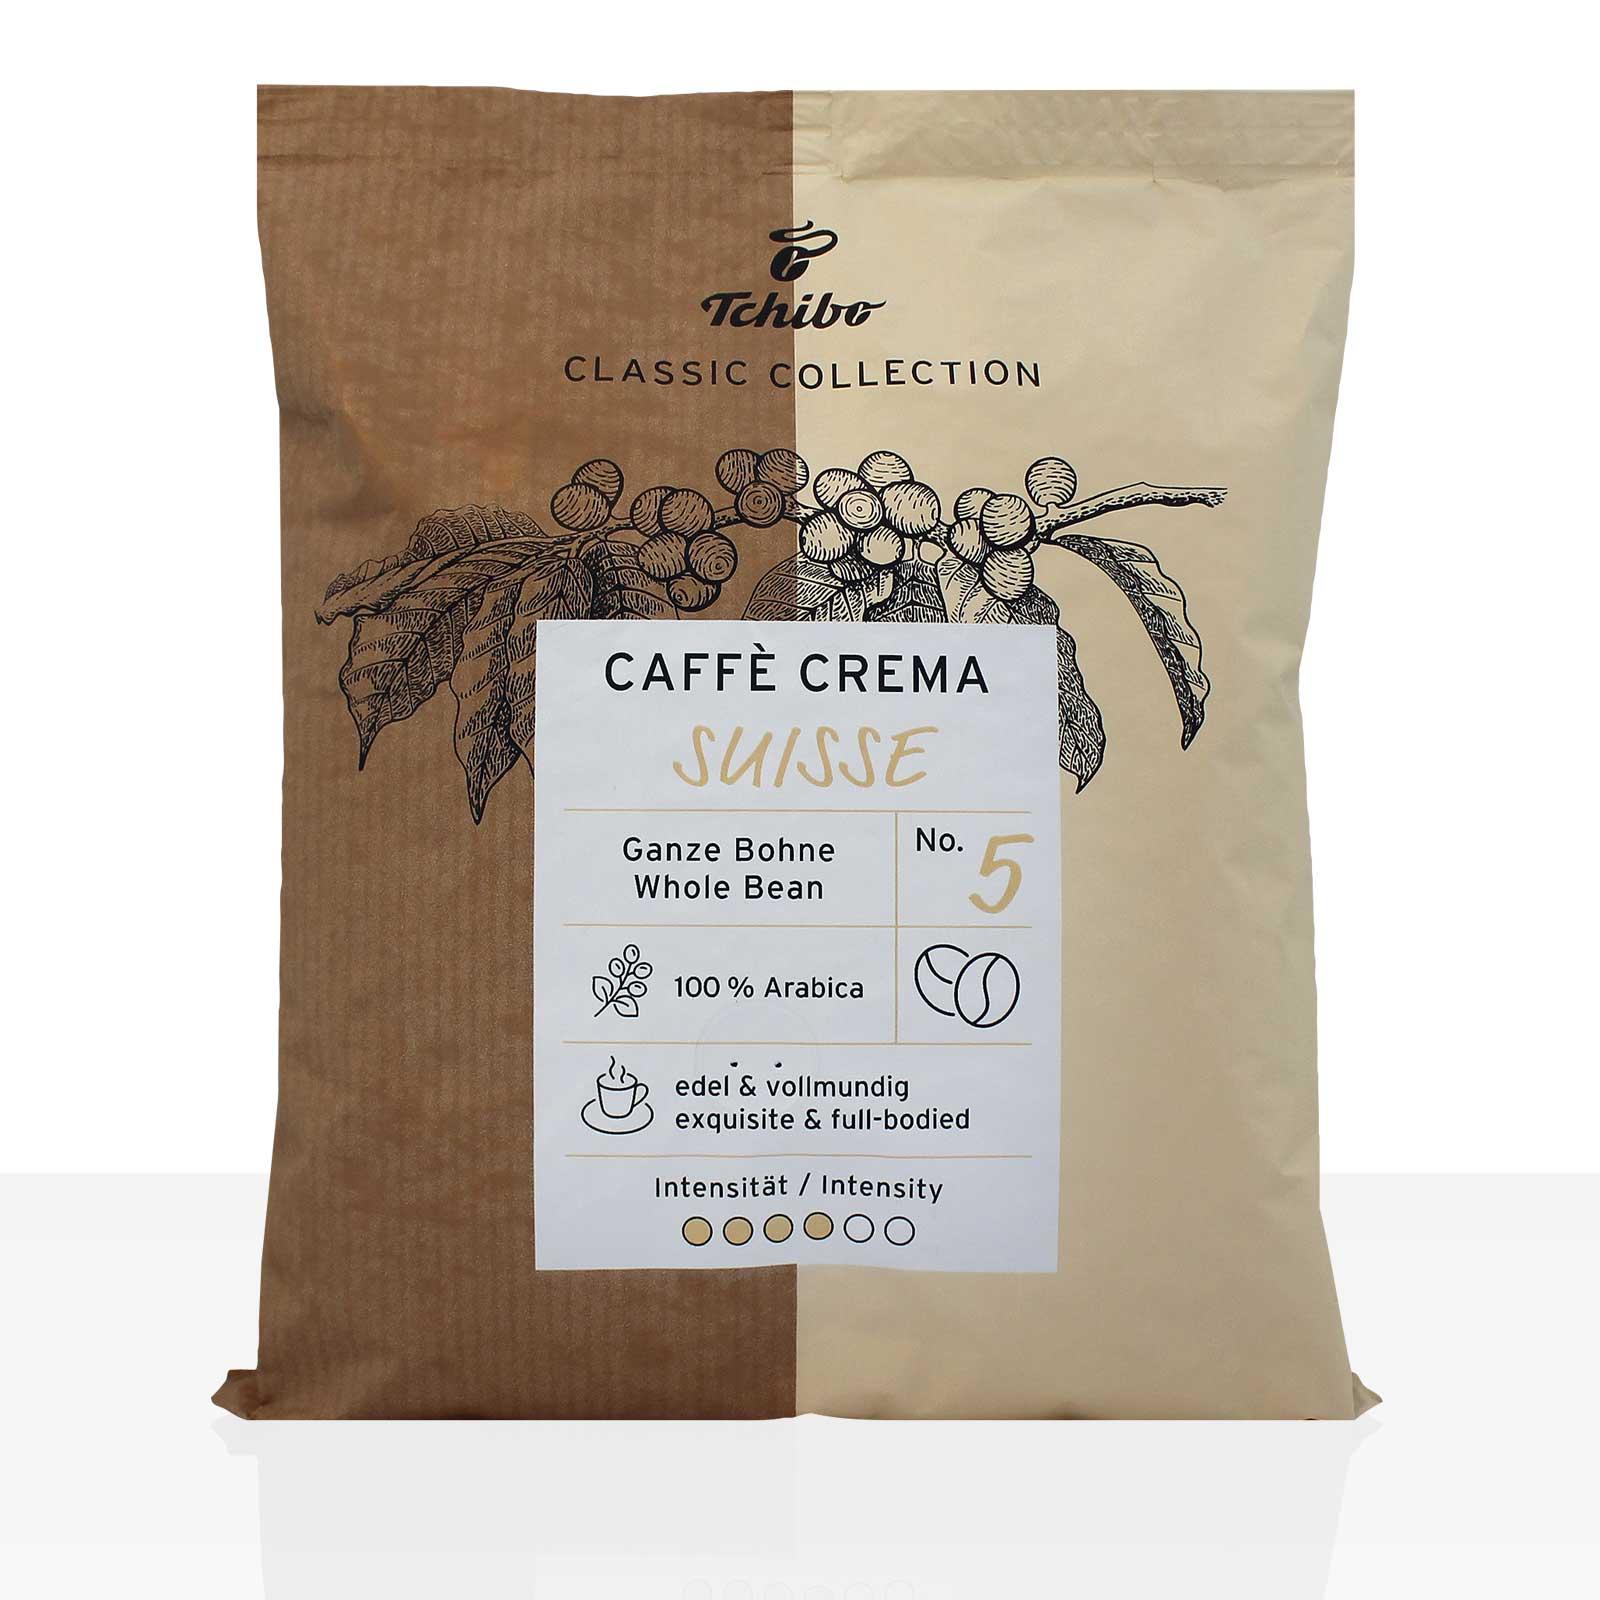 Tchibo
CLASSIC COLLECTION
CAFFÈ CREMA
SUISSE
Ganze Bohne
Whole Bean
No. 5
100 % Arabica
edel & vollmundig
exquisite & full-bodied
Intensität / Intensity